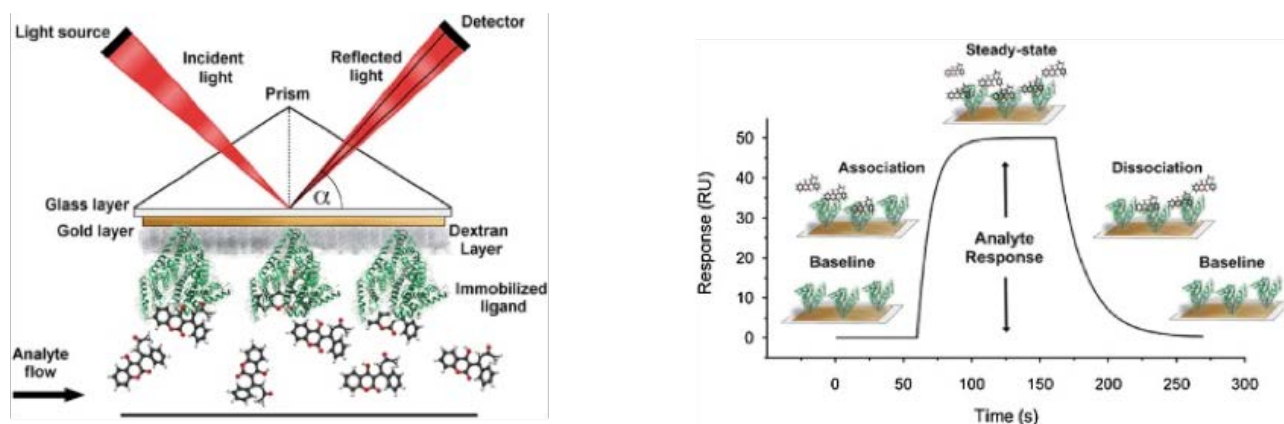 Light source
Detector
Incident
light
Reflected
light
Prism
α
Glass layer
Gold layer
Dextran
Layer
Immobilized
ligand
Analyte
flow
Steady-state
Association
Dissociation
Analyte
Response
Baseline
Baseline
Response (RU)
50
40
30
20
10
0
0
50
100
150
200
250
300
Time (s)